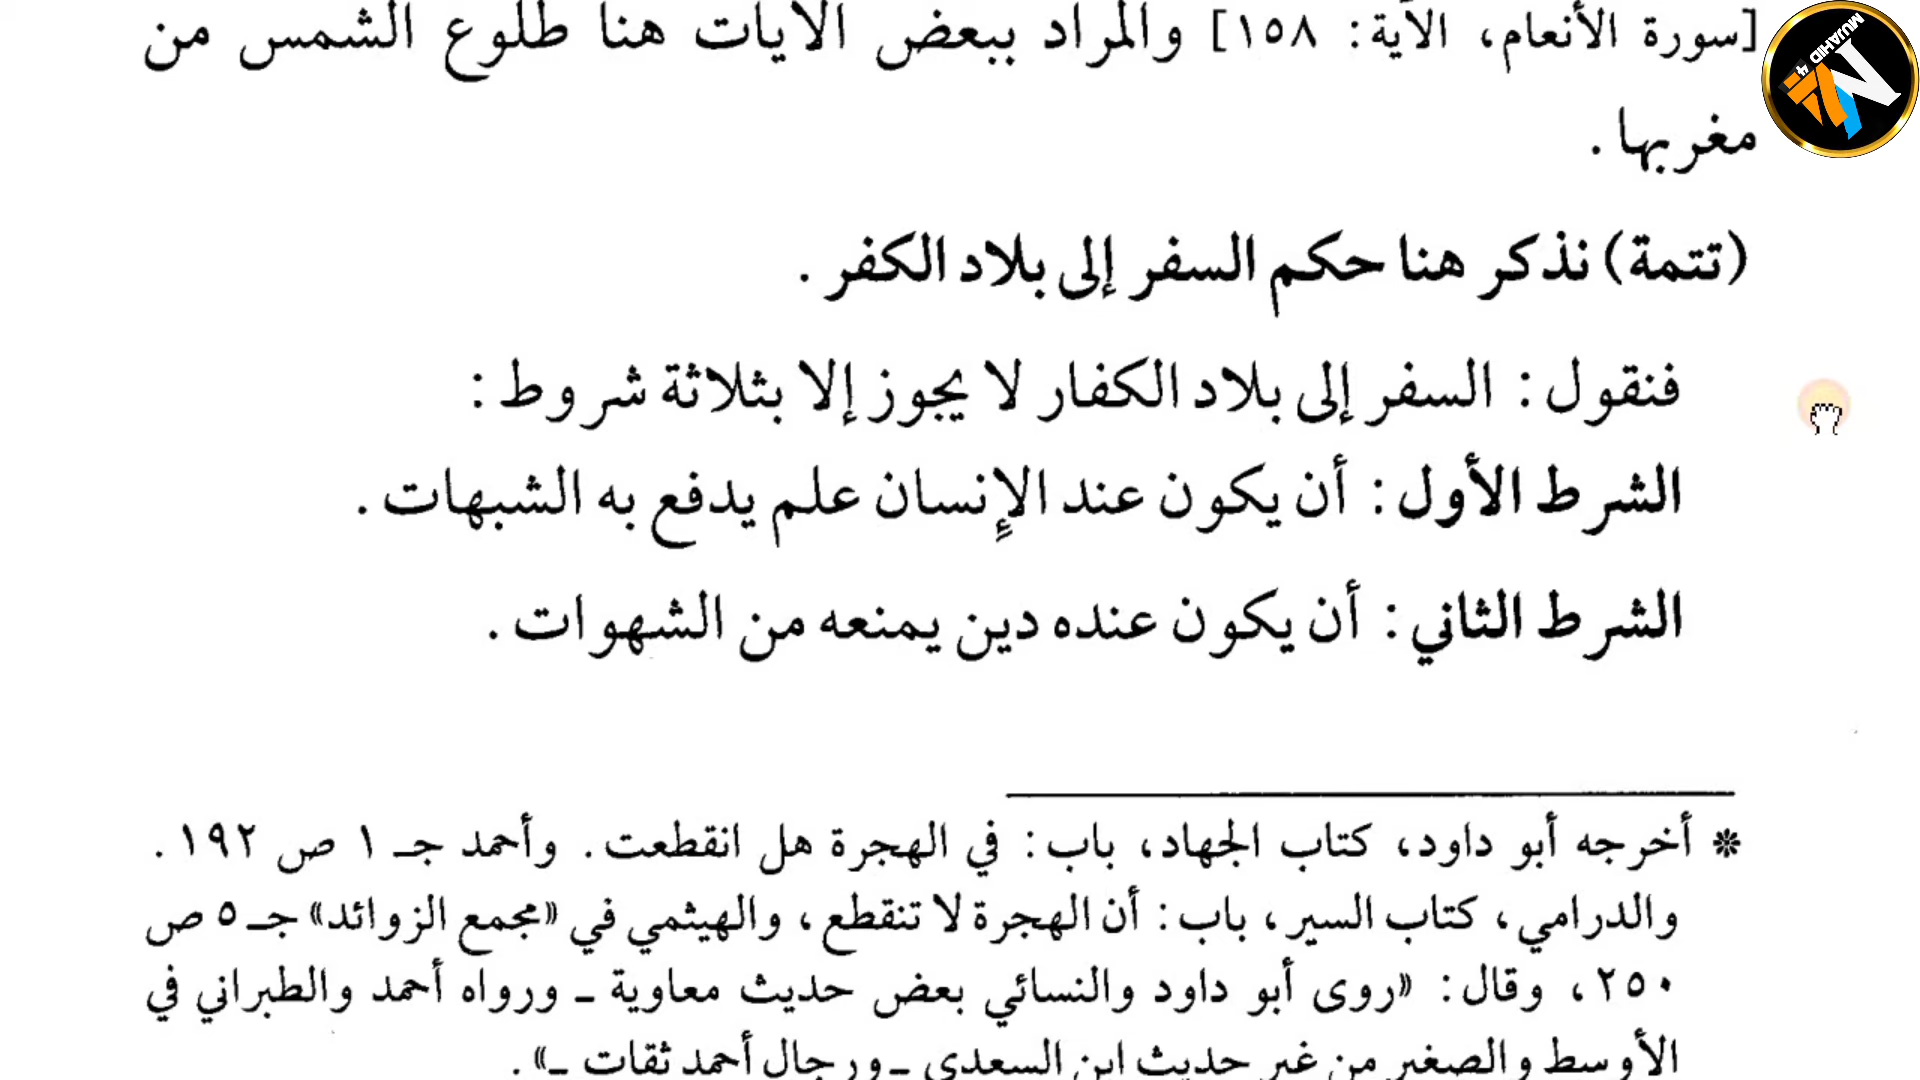 [سورة الأنعام، الآية: ١٥٨] والمراد ببعض الآيات هنا طلوع الشمس من
مغربها .
(تتمة) نذكر هنا حكم السفر إلى بلاد الكفر .
فنقول : السفر إلى بلاد الكفار لا يجوز إلا بثلاثة شروط :
الشرط الأول : أن يكون عند الإِنسان علم يدفع به الشبهات .
الشرط الثاني : أن يكون عنده دين يمنعه من الشهوات .
* أخرجه أبو داود، كتاب الجهاد، باب: في الهجرة هل انقطعت . وأحمد جـ ١ ص ١٩٢ .
والدرامي، كتاب السير، باب: أن الهجرة لا تنقطع، والهيثمي في «مجمع الزوائد» جـ ٥ ص
٢٥٠، وقال: «روى أبو داود والنسائي بعض حديث معاوية ـ ورواه أحمد والطبراني في
الأوسط والصغير من غير حديث ابن السعدي ـ ورجال أحمد ثقات ـ» .
MUJAHID 4